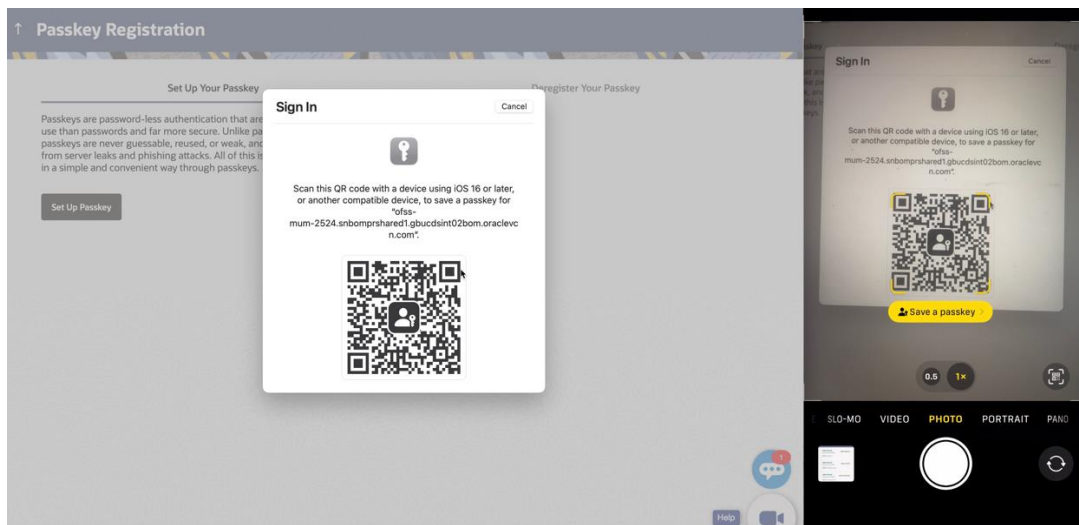 ↑ Passkey Registration
Set Up Your Passkey
Deregister Your Passkey
Passkeys are password-less authentication that are
use than passwords and far more secure. Unlike pa
passkeys are never guessable, reused, or weak, and
from server leaks and phishing attacks. All of this is
in a simple and convenient way through passkeys.
Set Up Passkey
Sign In
Cancel
Scan this QR code with a device using iOS 16 or later,
or another compatible device, to save a passkey for
"ofss-
mum-2524.snbomprshared1.gbucdsint02bom.oraclevc
n.com".
1
Help
Sign In
Cancel
Scan this QR code with a device using iOS 16 or later,
or another compatible device, to save a passkey for
"ofss-
mum-2524.snbomprshared1.gbucdsint02bom.oraclevc
n.com".
Save a passkey
0.5
1×
SLO-MO
VIDEO
PHOTO
PORTRAIT
PANO